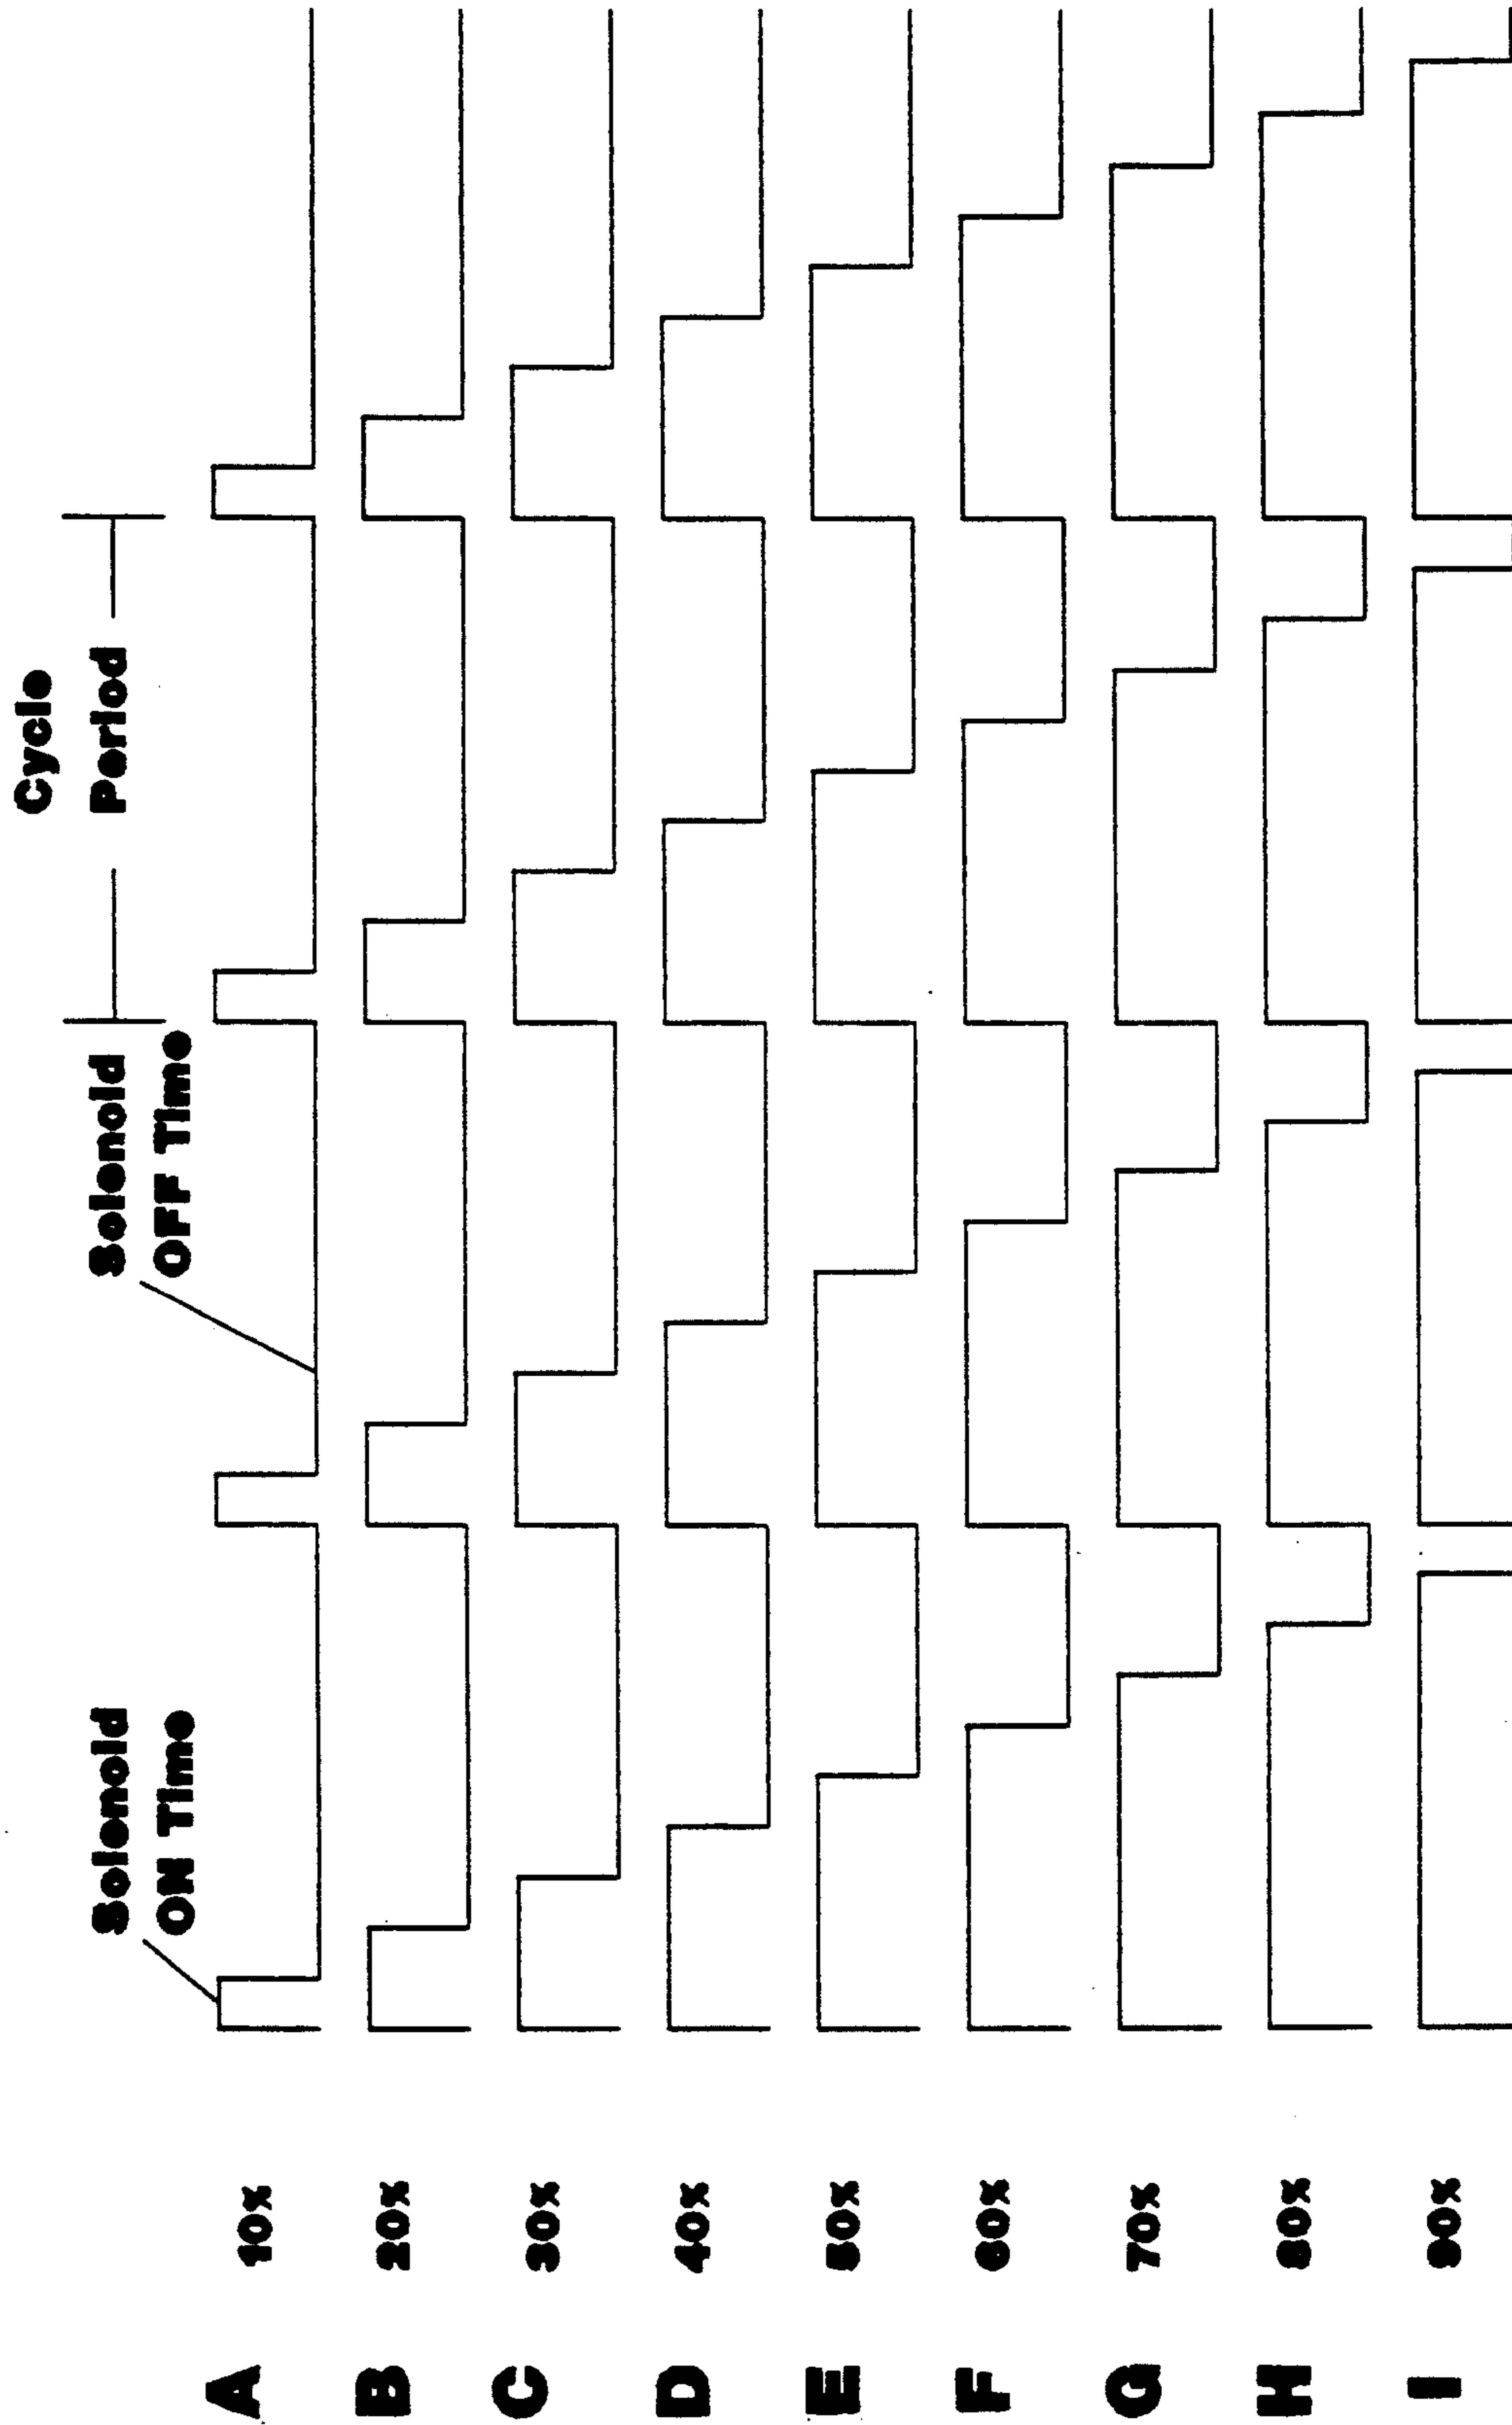 Cycle
Period
Solenoid
ON Time
Solenoid
OFF Time
A 10%
B 20%
C 30%
D 40%
E 50%
F 60%
G 70%
H 80%
I 90%